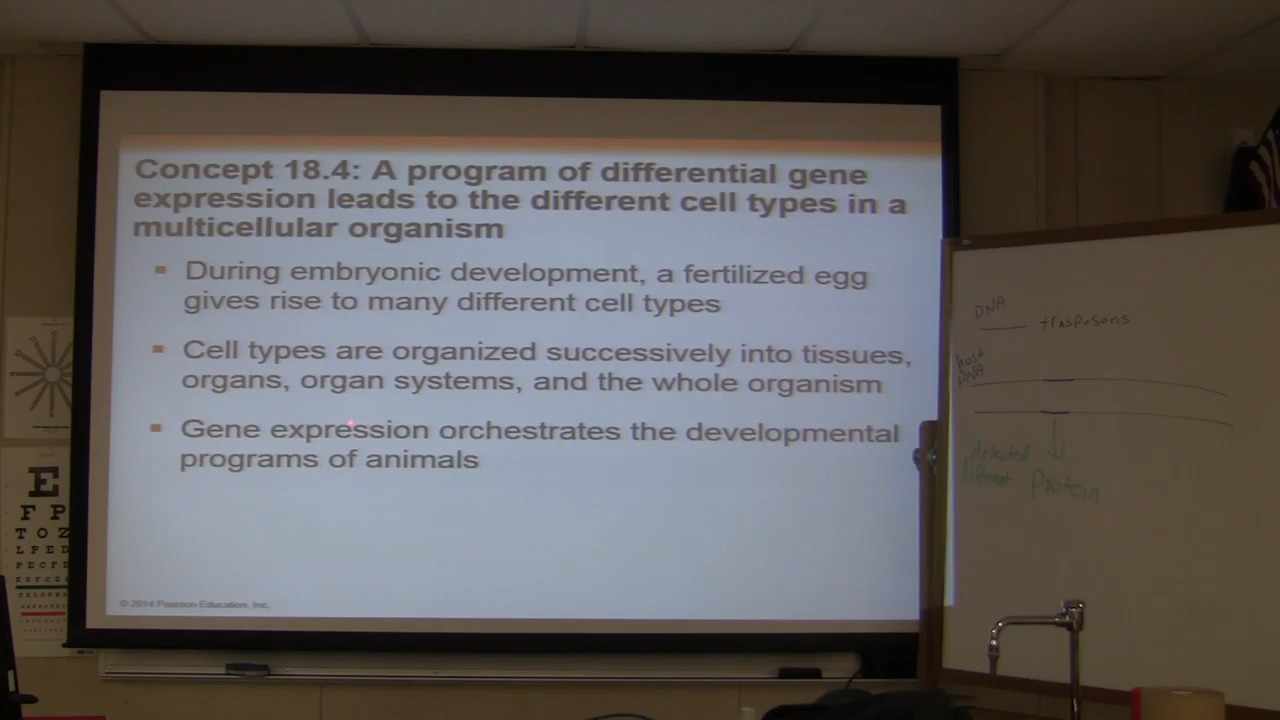 Concept 18.4: A program of differential gene
expression leads to the different cell types in a
multicellular organism
During embryonic development, a fertilized egg
gives rise to many different cell types
Cell types are organized successively into tissues,
organs, organ systems, and the whole organism
Gene expression orchestrates the developmental
programs of animals
© 2014 Pearson Education, Inc.
DNA
trasposons
host
DNA
different Protein
E
F P
T O Z
L P E D
P E C F D